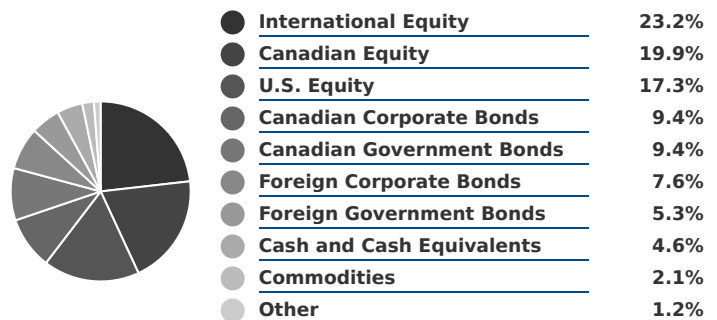 International Equity 23.2%
Canadian Equity 19.9%
U.S. Equity 17.3%
Canadian Corporate Bonds 9.4%
Canadian Government Bonds 9.4%
Foreign Corporate Bonds 7.6%
Foreign Government Bonds 5.3%
Cash and Cash Equivalents 4.6%
Commodities 2.1%
Other 1.2%